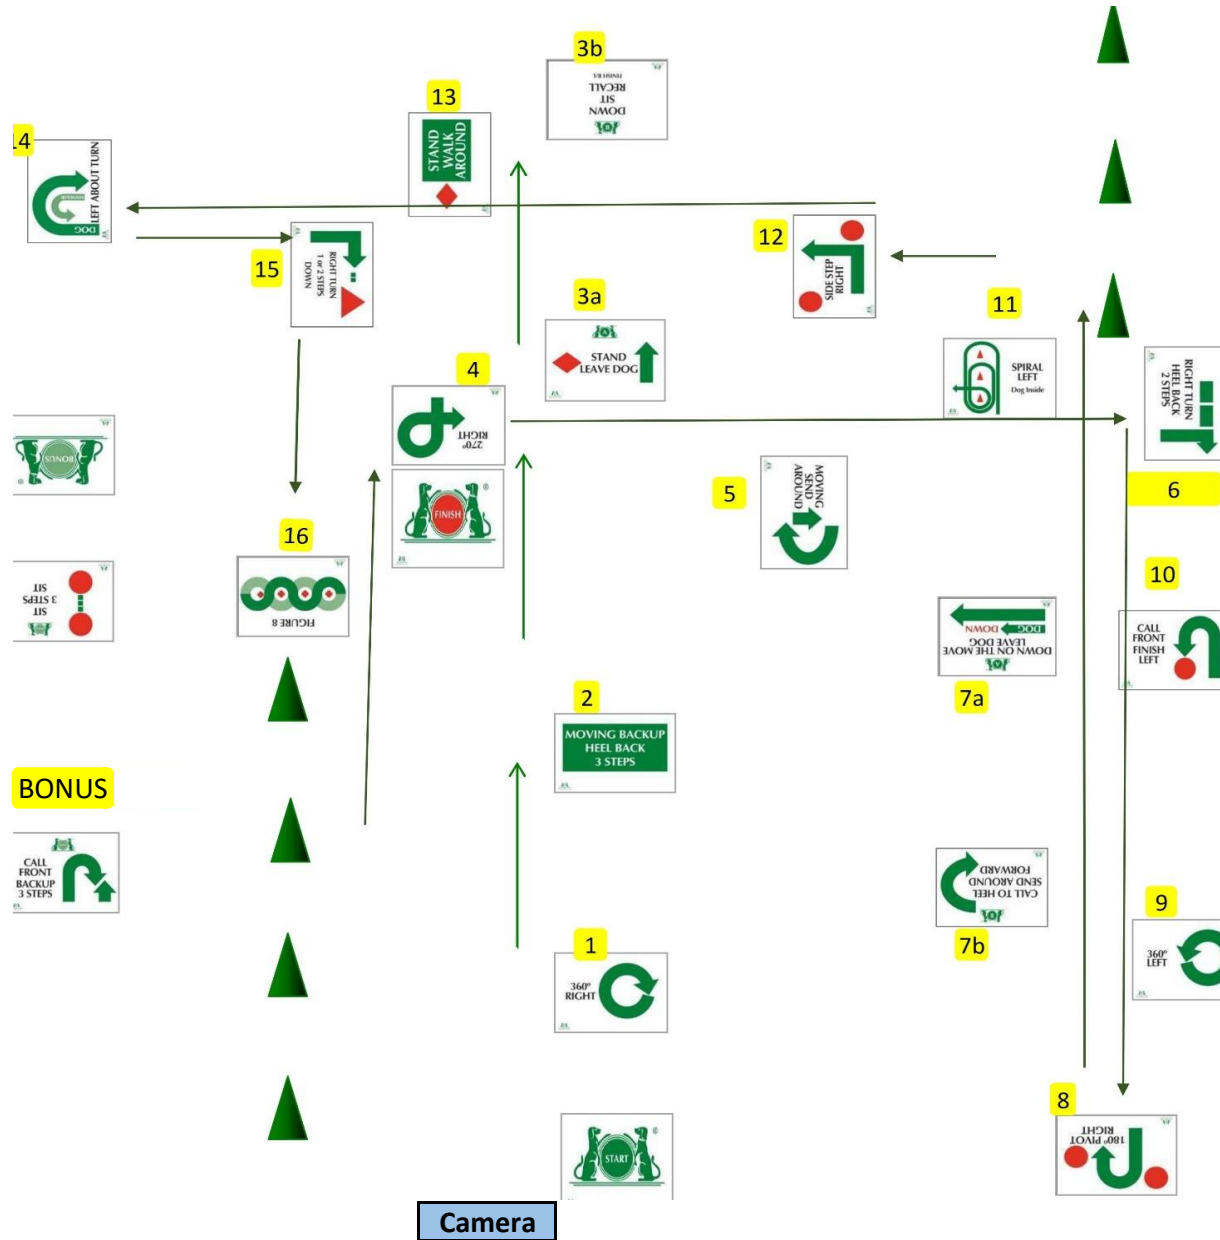 3b
DOWN
SIT
RECALL
FINISH R/A
13
STAND
WALK
AROUND
14
LEFT ABOUT TURN
DOG
15
RIGHT TURN
1 or 2 STEPS
DOWN
12
SIDE STEP
RIGHT
3a
STAND
LEAVE DOG
11
SPIRAL
LEFT
Dog Inside
4
270º
RIGHT
RIGHT TURN
HEEL BACK
2 STEPS
BONUS
®
FINISH
®
5
MOVING
SEND
AROUND
6
16
FIGURE 8
SIT
3 STEPS
SIT
10
CALL
FRONT
FINISH
LEFT
DOG
DOWN
DOWN ON THE MOVE
LEAVE DOG
7a
2
MOVING BACKUP
HEEL BACK
3 STEPS
BONUS
CALL
FRONT
BACKUP
3 STEPS
CALL TO HEEL
SEND AROUND
FORWARD
7b
9
360º
LEFT
1
360º
RIGHT
8
180º PIVOT
RIGHT
START
®
Camera